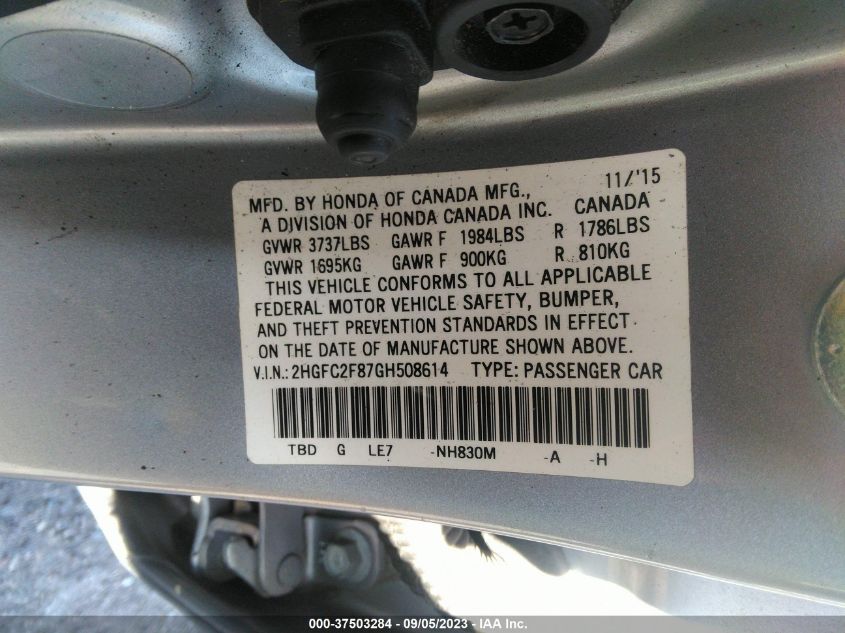 MFD. BY HONDA OF CANADA MFG., 11/'15
A DIVISION OF HONDA CANADA INC. CANADA
GVWR 3737LBS GAWR F 1984LBS R 1786LBS
GVWR 1695KG GAWR F 900KG R 810KG
THIS VEHICLE CONFORMS TO ALL APPLICABLE
FEDERAL MOTOR VEHICLE SAFETY, BUMPER,
AND THEFT PREVENTION STANDARDS IN EFFECT
ON THE DATE OF MANUFACTURE SHOWN ABOVE.
V.I.N.: 2HGFC2F87GH508614 TYPE: PASSENGER CAR
TBD G LE7 -NH830M -A -H
000-37503284 - 09/05/2023 - IAA Inc.